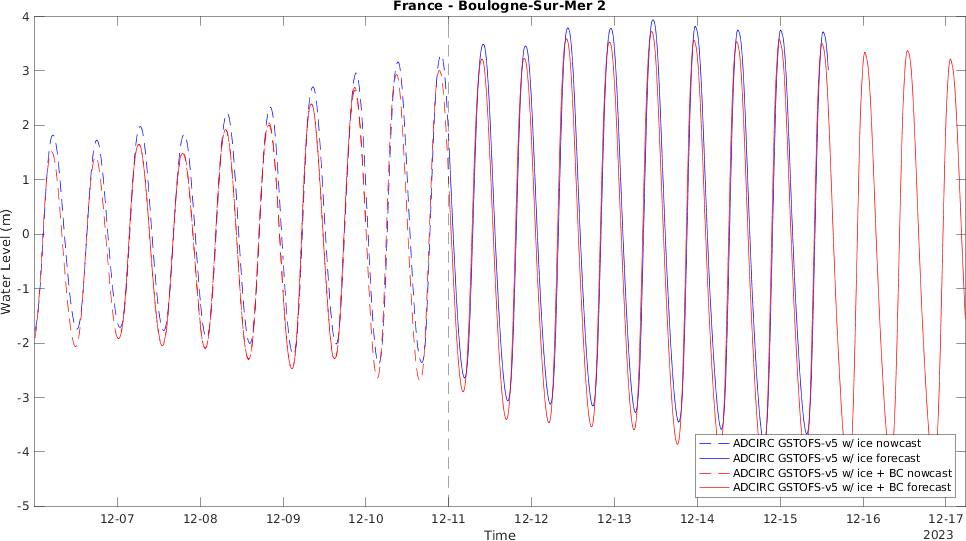 France - Boulogne-Sur-Mer 2
4
3
2
1
0
-1
-2
-3
-4
-5
Water Level (m)
ADCIRC GSTOFS-v5 w/ ice nowcast
ADCIRC GSTOFS-v5 w/ ice forecast
ADCIRC GSTOFS-v5 w/ ice + BC nowcast
ADCIRC GSTOFS-v5 w/ ice + BC forecast
12-07 12-08 12-09 12-10 12-11 12-12 12-13 12-14 12-15 12-16 12-17
Time
2023